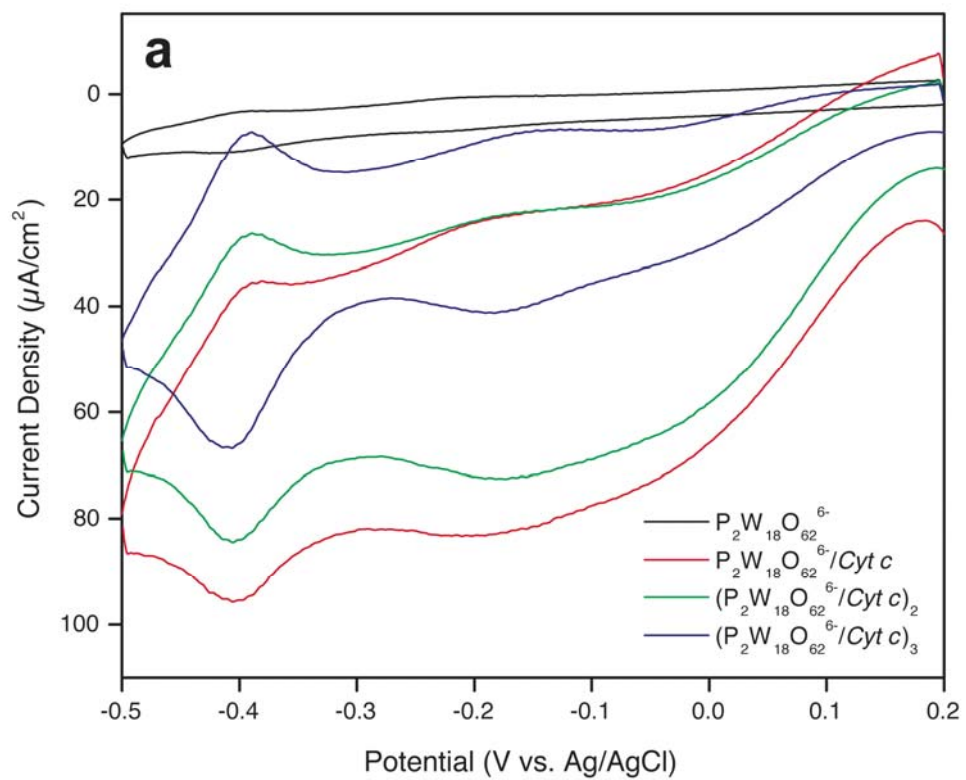 a
0
20
40
60
80
100
Current Density (µA/cm²)
P₂W₁₈O₆₂⁶⁻
P₂W₁₈O₆₂⁶⁻/Cyt c
(P₂W₁₈O₆₂⁶⁻/Cyt c)₂
(P₂W₁₈O₆₂⁶⁻/Cyt c)₃
-0.5 -0.4 -0.3 -0.2 -0.1 0.0 0.1 0.2
Potential (V vs. Ag/AgCl)